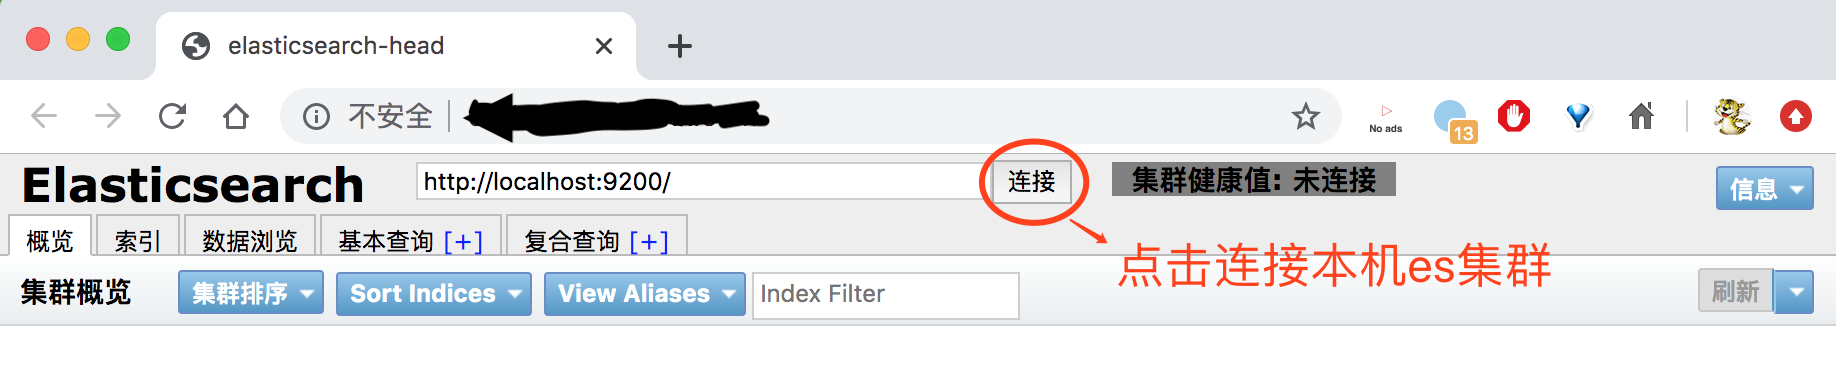 elasticsearch-head
不安全
No ads
13
Elasticsearch
http://localhost:9200/
连接
集群健康值: 未连接
信息
概览
索引
数据浏览
基本查询 [+]
复合查询 [+]
点击连接本机es集群
集群概览
集群排序
Sort Indices
View Aliases
Index Filter
刷新